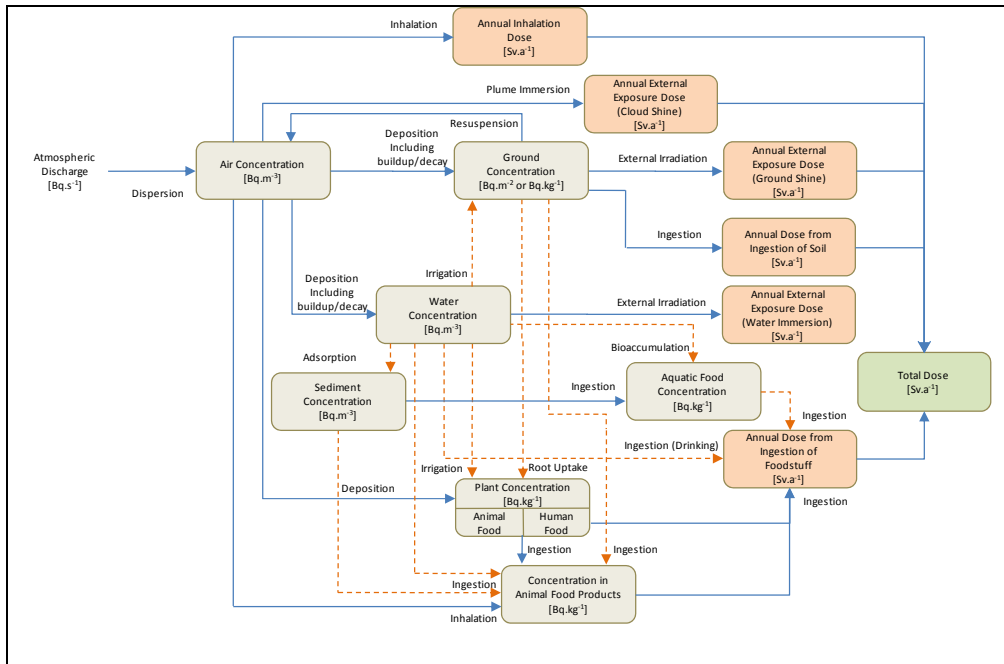 Inhalation
Annual Inhalation
Dose
[Sv.a⁻¹]
Plume Immersion
Annual External
Exposure Dose
(Cloud Shine)
[Sv.a⁻¹]
Resuspension
Atmospheric
Discharge
[Bq.s⁻¹]
Dispersion
Air Concentration
[Bq.m⁻³]
Deposition
Including
buildup/decay
Ground
Concentration
[Bq.m⁻² or Bq.kg⁻¹]
External Irradiation
Annual External
Exposure Dose
(Ground Shine)
[Sv.a⁻¹]
Ingestion
Annual Dose from
Ingestion of Soil
[Sv.a⁻¹]
Deposition
Including
buildup/decay
Irrigation
Water
Concentration
[Bq.m⁻³]
External Irradiation
Annual External
Exposure Dose
(Water Immersion)
[Sv.a⁻¹]
Adsorption
Bioaccumulation
Sediment
Concentration
[Bq.m⁻³]
Ingestion
Aquatic Food
Concentration
[Bq.kg⁻¹]
Total Dose
[Sv.a⁻¹]
Ingestion
Ingestion (Drinking)
Annual Dose from
Ingestion of
Foodstuff
[Sv.a⁻¹]
Ingestion
Irrigation
Root Uptake
Deposition
Plant Concentration
[Bq.kg⁻¹]
Animal
Food
Human
Food
Ingestion
Ingestion
Ingestion
Concentration in
Animal Food Products
[Bq.kg⁻¹]
Inhalation